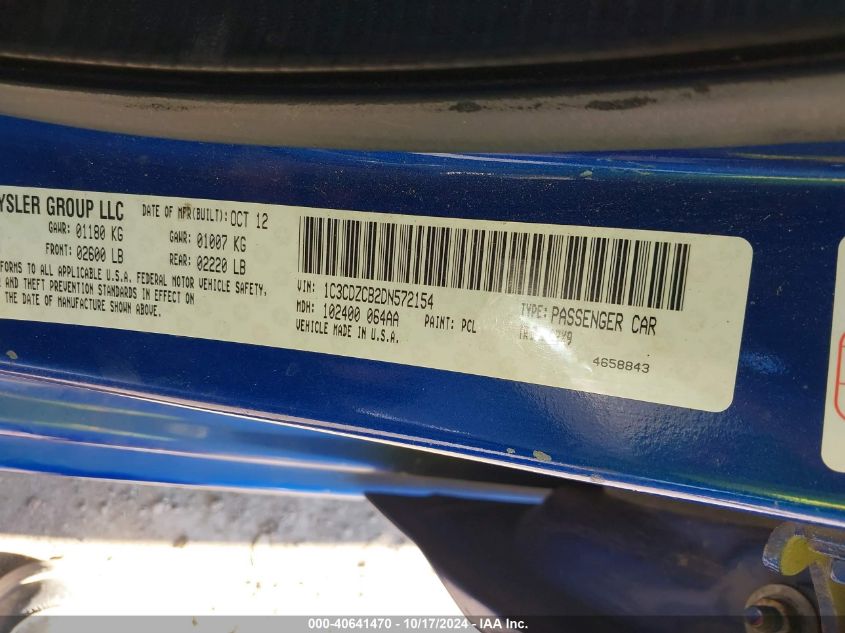 YSLER GROUP LLC
DATE OF MFR(BUILT): OCT 12
GAWR: 01180 KG
GAWR: 01007 KG
FRONT: 02600 LB
REAR: 02220 LB
FORMS TO ALL APPLICABLE U.S.A. FEDERAL MOTOR VEHICLE SAFETY,
AND THEFT PREVENTION STANDARDS IN EFFECT ON
THE DATE OF MANUFACTURE SHOWN ABOVE.
VIN: 1C3CDZCB2DN572154
TYPE: PASSENGER CAR
MDH: 102400 064AA
PAINT: PCL
VEHICLE MADE IN U.S.A.
4658843
000-40641470 - 10/17/2024 - IAA Inc.